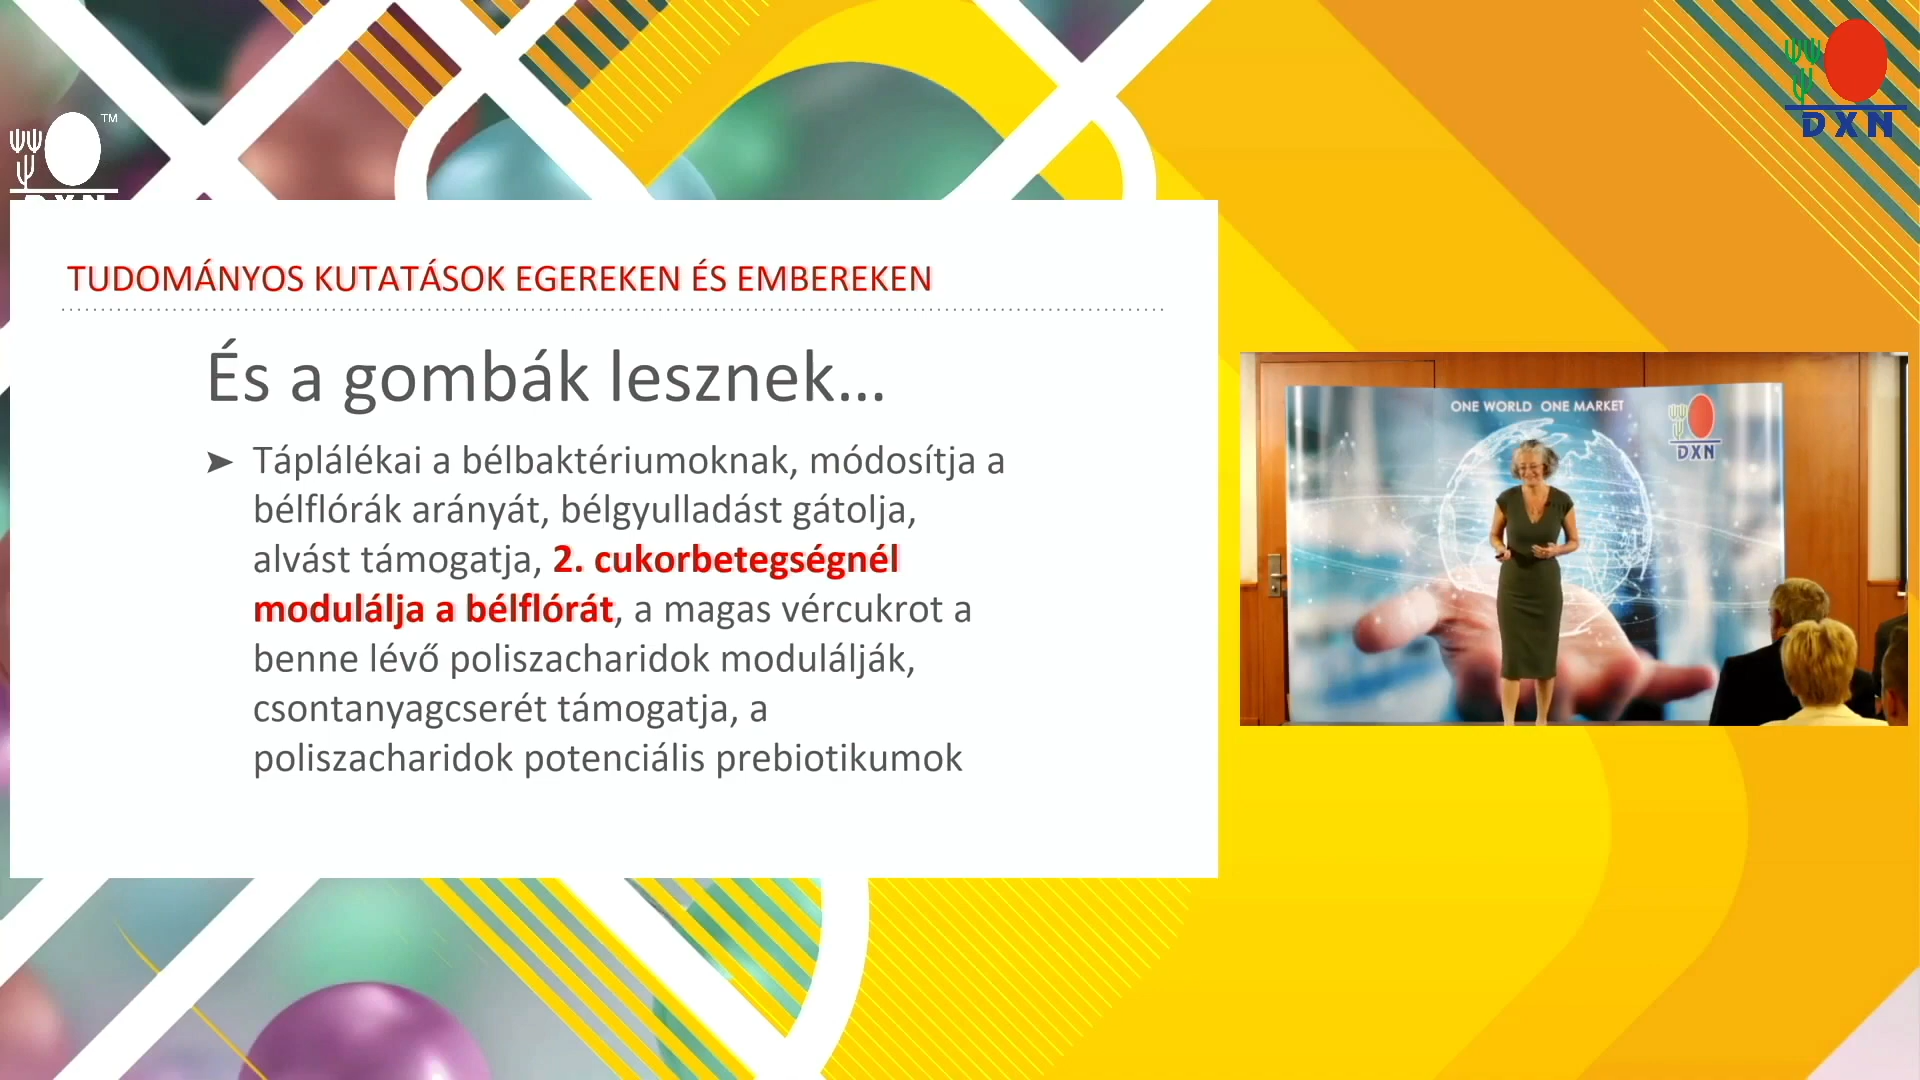 TM
DXN
DXN
TUDOMÁNYOS KUTATÁSOK EGEREKEN ÉS EMBEREKEN
És a gombák lesznek...
➤ Táplálékai a bélbaktériumoknak, módosítja a
bélflórák arányát, bélgyulladást gátolja,
alvást támogatja, 2. cukorbetegségnél
modulálja a bélflórát, a magas vércukrot a
benne lévő poliszacharidok modulálják,
csontanyagcserét támogatja, a
poliszacharidok potenciális prebiotikumok
ONE WORLD ONE MARKET
DXN